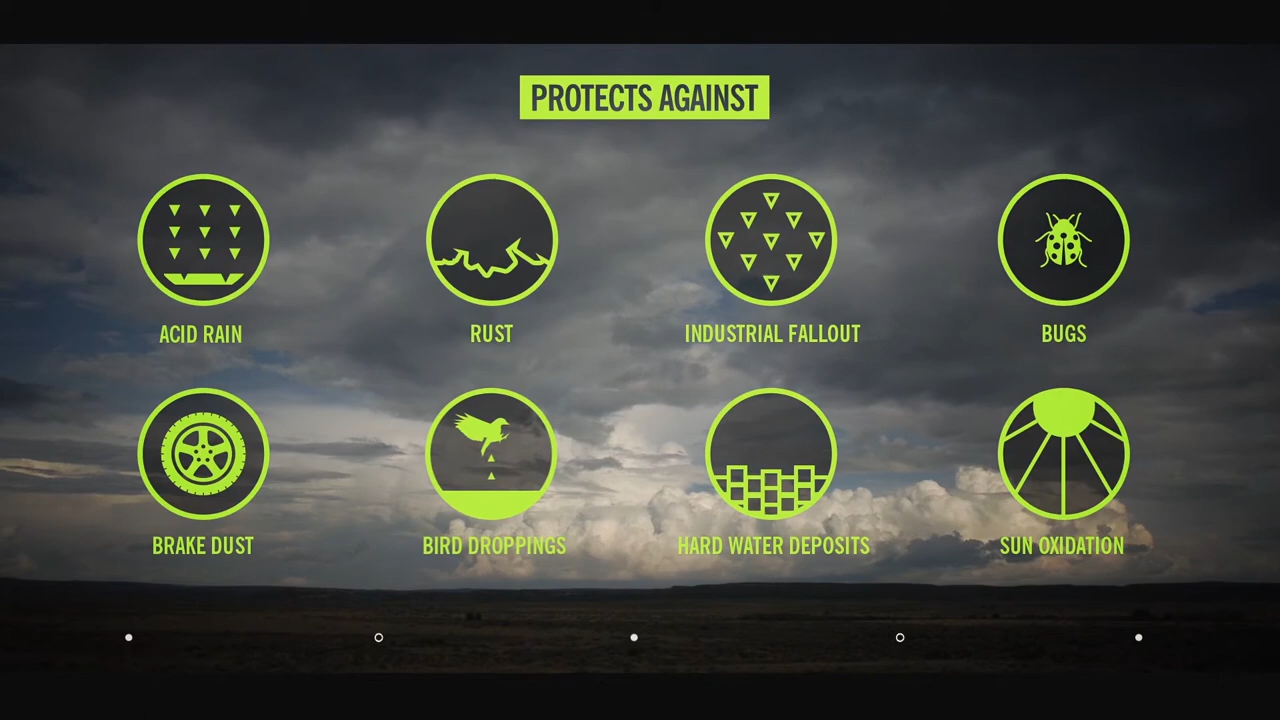 PROTECTS AGAINST
ACID RAIN
RUST
INDUSTRIAL FALLOUT
BUGS
BRAKE DUST
BIRD DROPPINGS
HARD WATER DEPOSITS
SUN OXIDATION